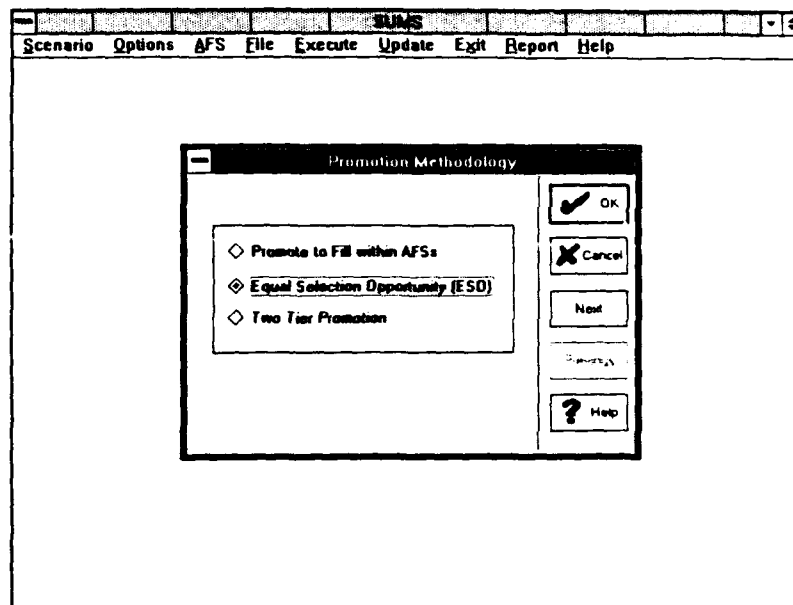 SUMS
Scenario Options AFS File Execute Update Exit Report Help
Promotion Methodology
OK
Promote to Fill within AFSs
Cancel
Equal Selection Opportunity (ESO)
Next
Two Tier Promotion
Previous
? Help